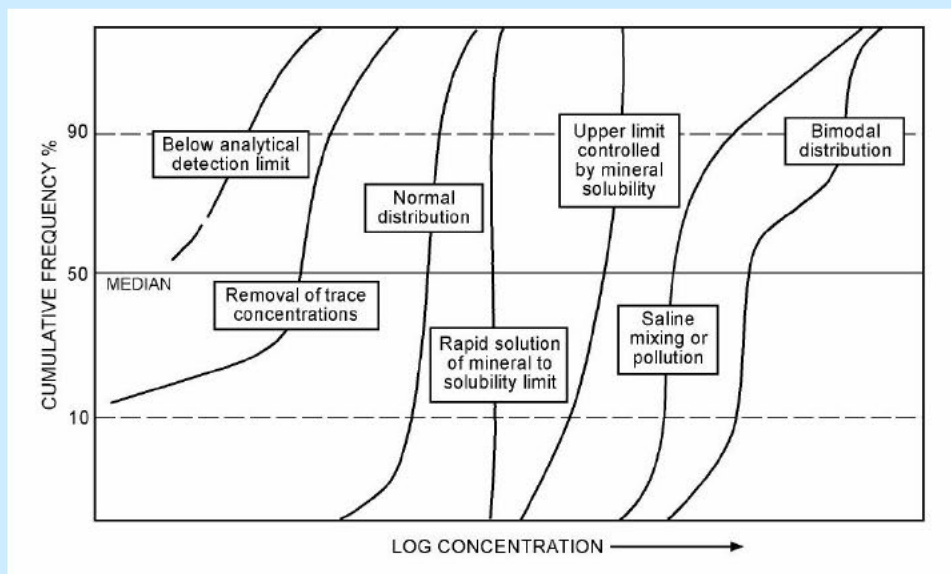 90
Below analytical
detection limit
Upper limit
controlled
by mineral
solubility
Bimodal
distribution
Normal
distribution
CUMULATIVE FREQUENCY %
50
MEDIAN
Removal of trace
concentrations
Rapid solution
of mineral to
solubility limit
Saline
mixing or
pollution
10
LOG CONCENTRATION